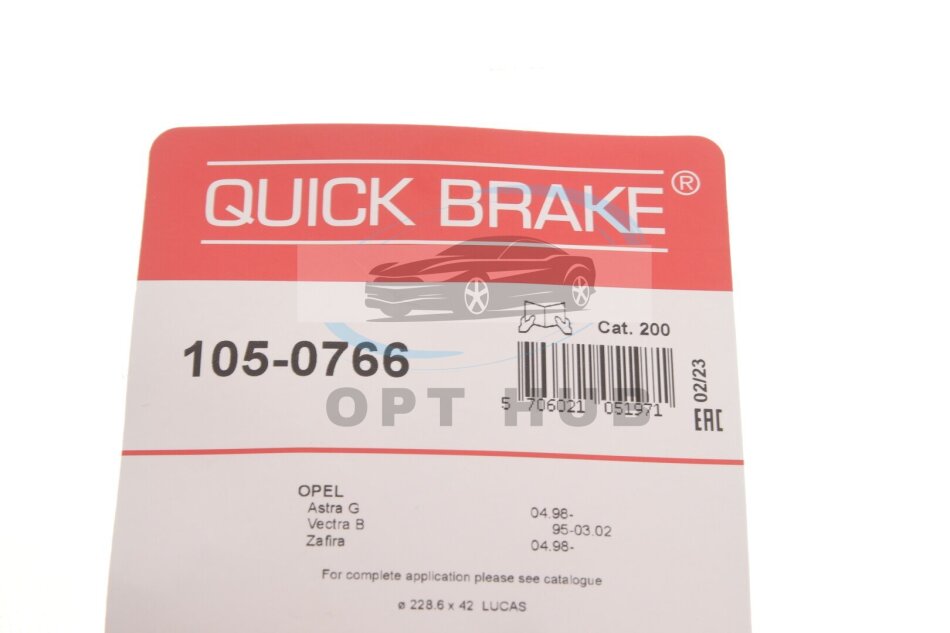 QUICK BRAKE®
105-0766
Cat. 200
5 706021 051971
02/23
EAC
OPT HUB
OPEL
Astra G 04.98-
Vectra B 95-03.02
Zafira 04.98-
For complete application please see catalogue
ø 228.6 x 42 LUCAS